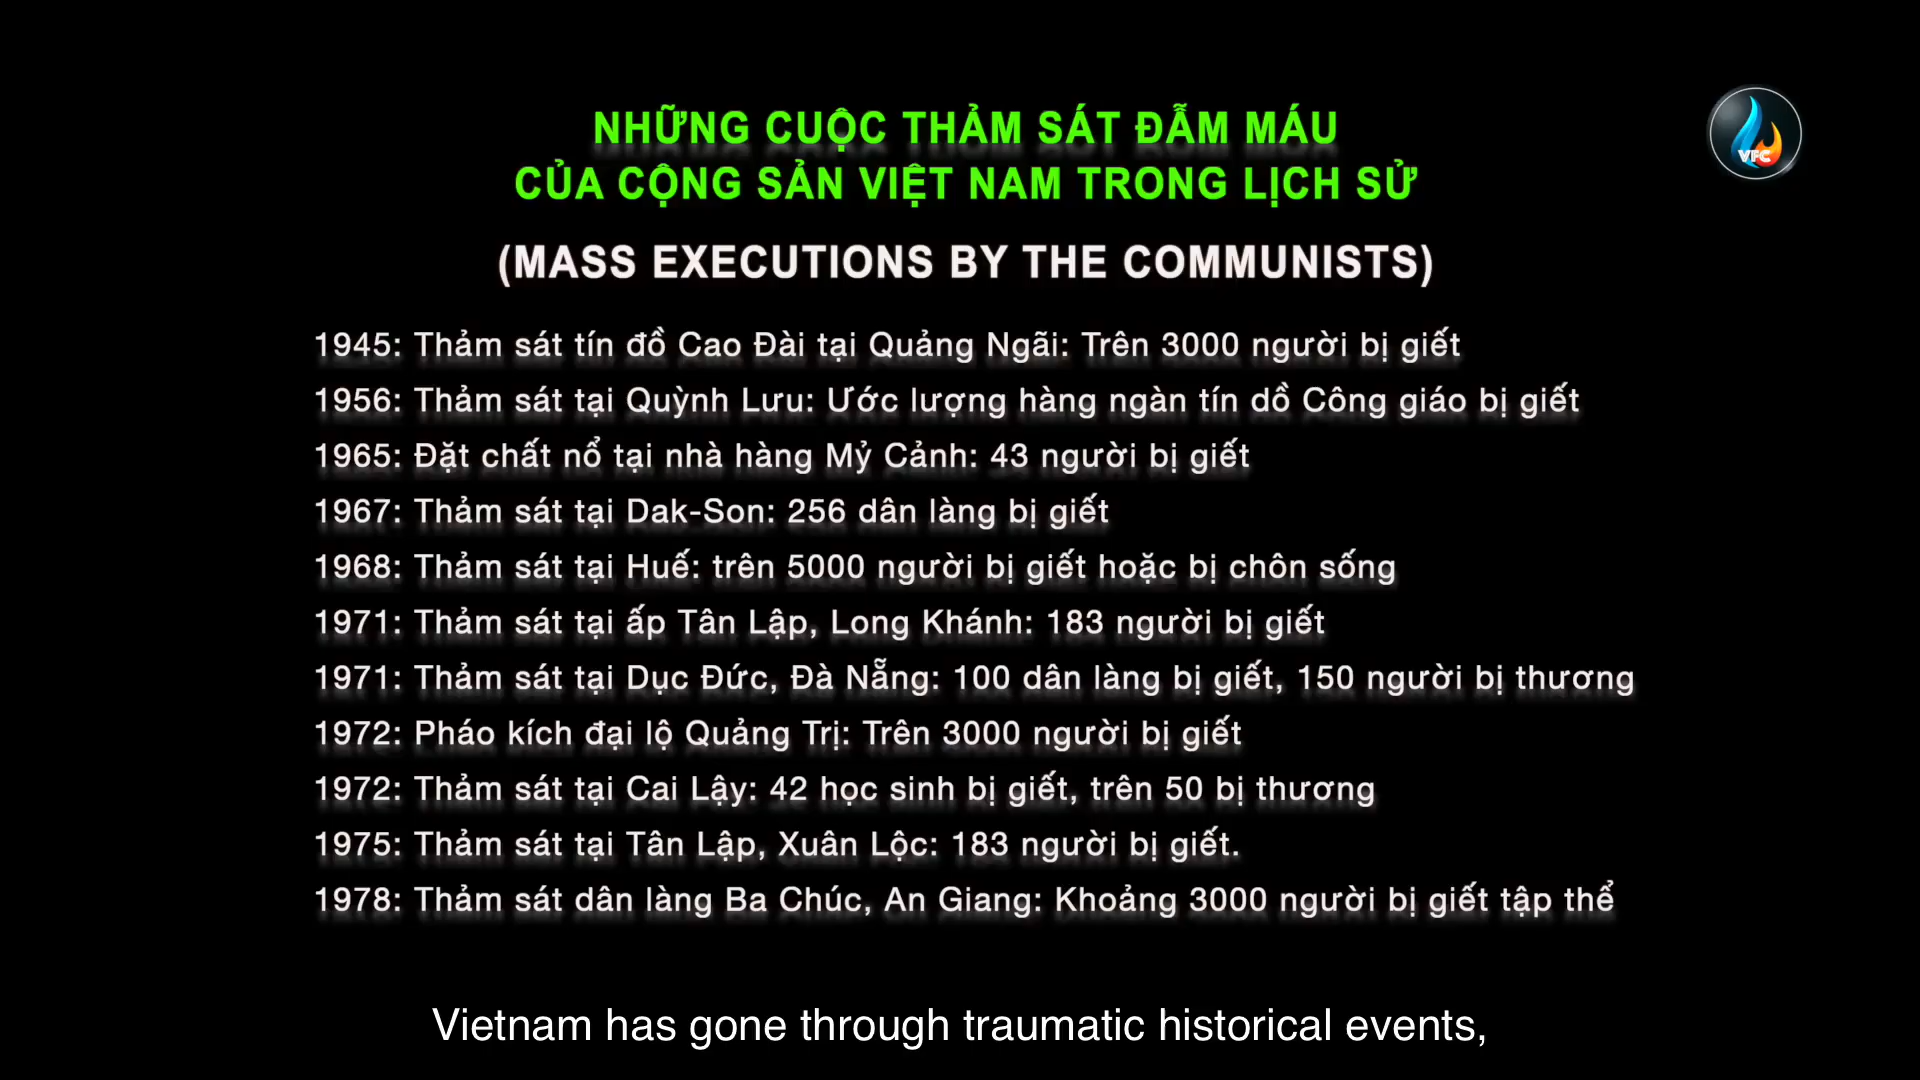 NHỮNG CUỘC THẢM SÁT ĐẪM MÁU
CỦA CỘNG SẢN VIỆT NAM TRONG LỊCH SỬ
VFC
(MASS EXECUTIONS BY THE COMMUNISTS)
1945: Thảm sát tín đồ Cao Đài tại Quảng Ngãi: Trên 3000 người bị giết
1956: Thảm sát tại Quỳnh Lưu: Ước lượng hàng ngàn tín dồ Công giáo bị giết
1965: Đặt chất nổ tại nhà hàng Mỷ Cảnh: 43 người bị giết
1967: Thảm sát tại Dak-Son: 256 dân làng bị giết
1968: Thảm sát tại Huế: trên 5000 người bị giết hoặc bị chôn sống
1971: Thảm sát tại ấp Tân Lập, Long Khánh: 183 người bị giết
1971: Thảm sát tại Dục Đức, Đà Nẵng: 100 dân làng bị giết, 150 người bị thương
1972: Pháo kích đại lộ Quảng Trị: Trên 3000 người bị giết
1972: Thảm sát tại Cai Lậy: 42 học sinh bị giết, trên 50 bị thương
1975: Thảm sát tại Tân Lập, Xuân Lộc: 183 người bị giết.
1978: Thảm sát dân làng Ba Chúc, An Giang: Khoảng 3000 người bị giết tập thể
Vietnam has gone through traumatic historical events,